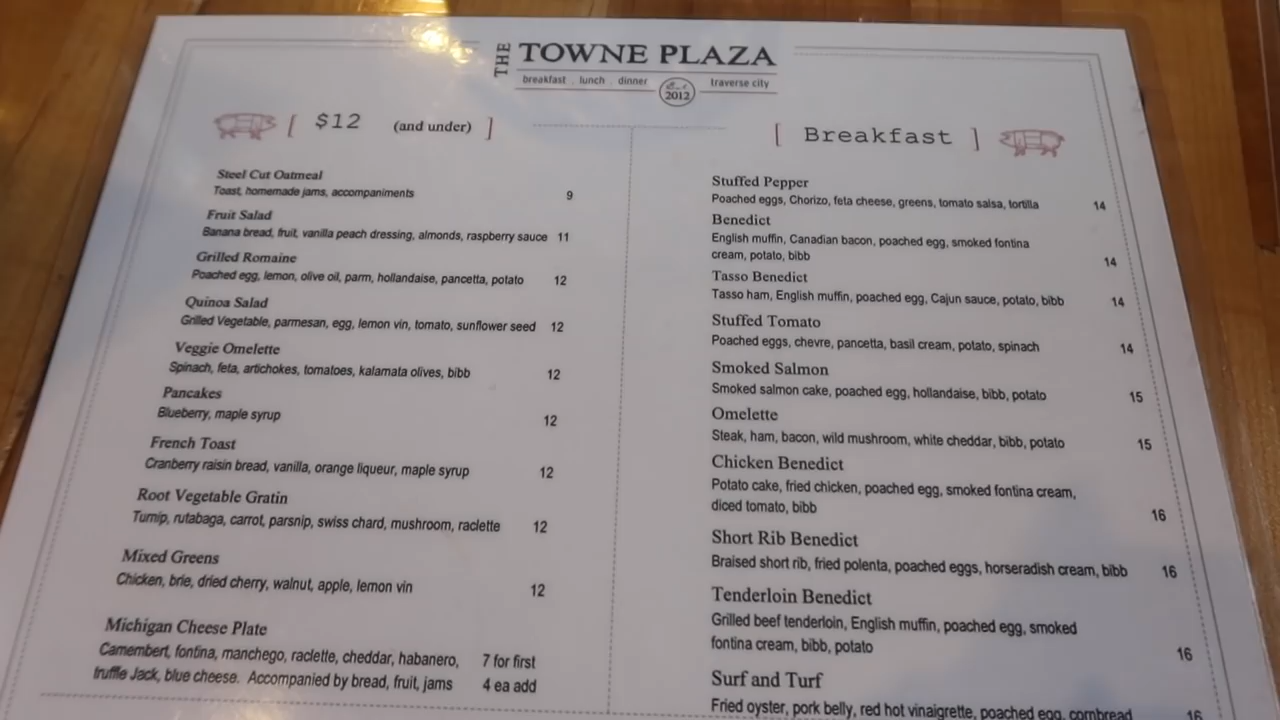 THE TOWNE PLAZA
breakfast . lunch . dinner
traverse city
2012
[ $12 (and under) ]
Steel Cut Oatmeal
Toast, homemade jams, accompaniments 9
Fruit Salad
Banana bread, fruit, vanilla peach dressing, almonds, raspberry sauce 11
Grilled Romaine
Poached egg, lemon, olive oil, parm, hollandaise, pancetta, potato 12
Quinoa Salad
Grilled Vegetable, parmesan, egg, lemon vin, tomato, sunflower seed 12
Veggie Omelette
Spinach, feta, artichokes, tomatoes, kalamata olives, bibb 12
Pancakes
Blueberry, maple syrup 12
French Toast
Cranberry raisin bread, vanilla, orange liqueur, maple syrup 12
Root Vegetable Gratin
Turnip, rutabaga, carrot, parsnip, swiss chard, mushroom, raclette 12
Mixed Greens
Chicken, brie, dried cherry, walnut, apple, lemon vin 12
Michigan Cheese Plate
Camembert, fontina, manchego, raclette, cheddar, habanero, 7 for first
truffle Jack, blue cheese. Accompanied by bread, fruit, jams 4 ea add
[ Breakfast ]
Stuffed Pepper
Poached eggs, Chorizo, feta cheese, greens, tomato salsa, tortilla 14
Benedict
English muffin, Canadian bacon, poached egg, smoked fontina
cream, potato, bibb 14
Tasso Benedict
Tasso ham, English muffin, poached egg, Cajun sauce, potato, bibb 14
Stuffed Tomato
Poached eggs, chevre, pancetta, basil cream, potato, spinach 14
Smoked Salmon
Smoked salmon cake, poached egg, hollandaise, bibb, potato 15
Omelette
Steak, ham, bacon, wild mushroom, white cheddar, bibb, potato 15
Chicken Benedict
Potato cake, fried chicken, poached egg, smoked fontina cream,
diced tomato, bibb 16
Short Rib Benedict
Braised short rib, fried polenta, poached eggs, horseradish cream, bibb 16
Tenderloin Benedict
Grilled beef tenderloin, English muffin, poached egg, smoked
fontina cream, bibb, potato 16
Surf and Turf
Fried oyster, pork belly, red hot vinaigrette, poached egg, cornbread 16